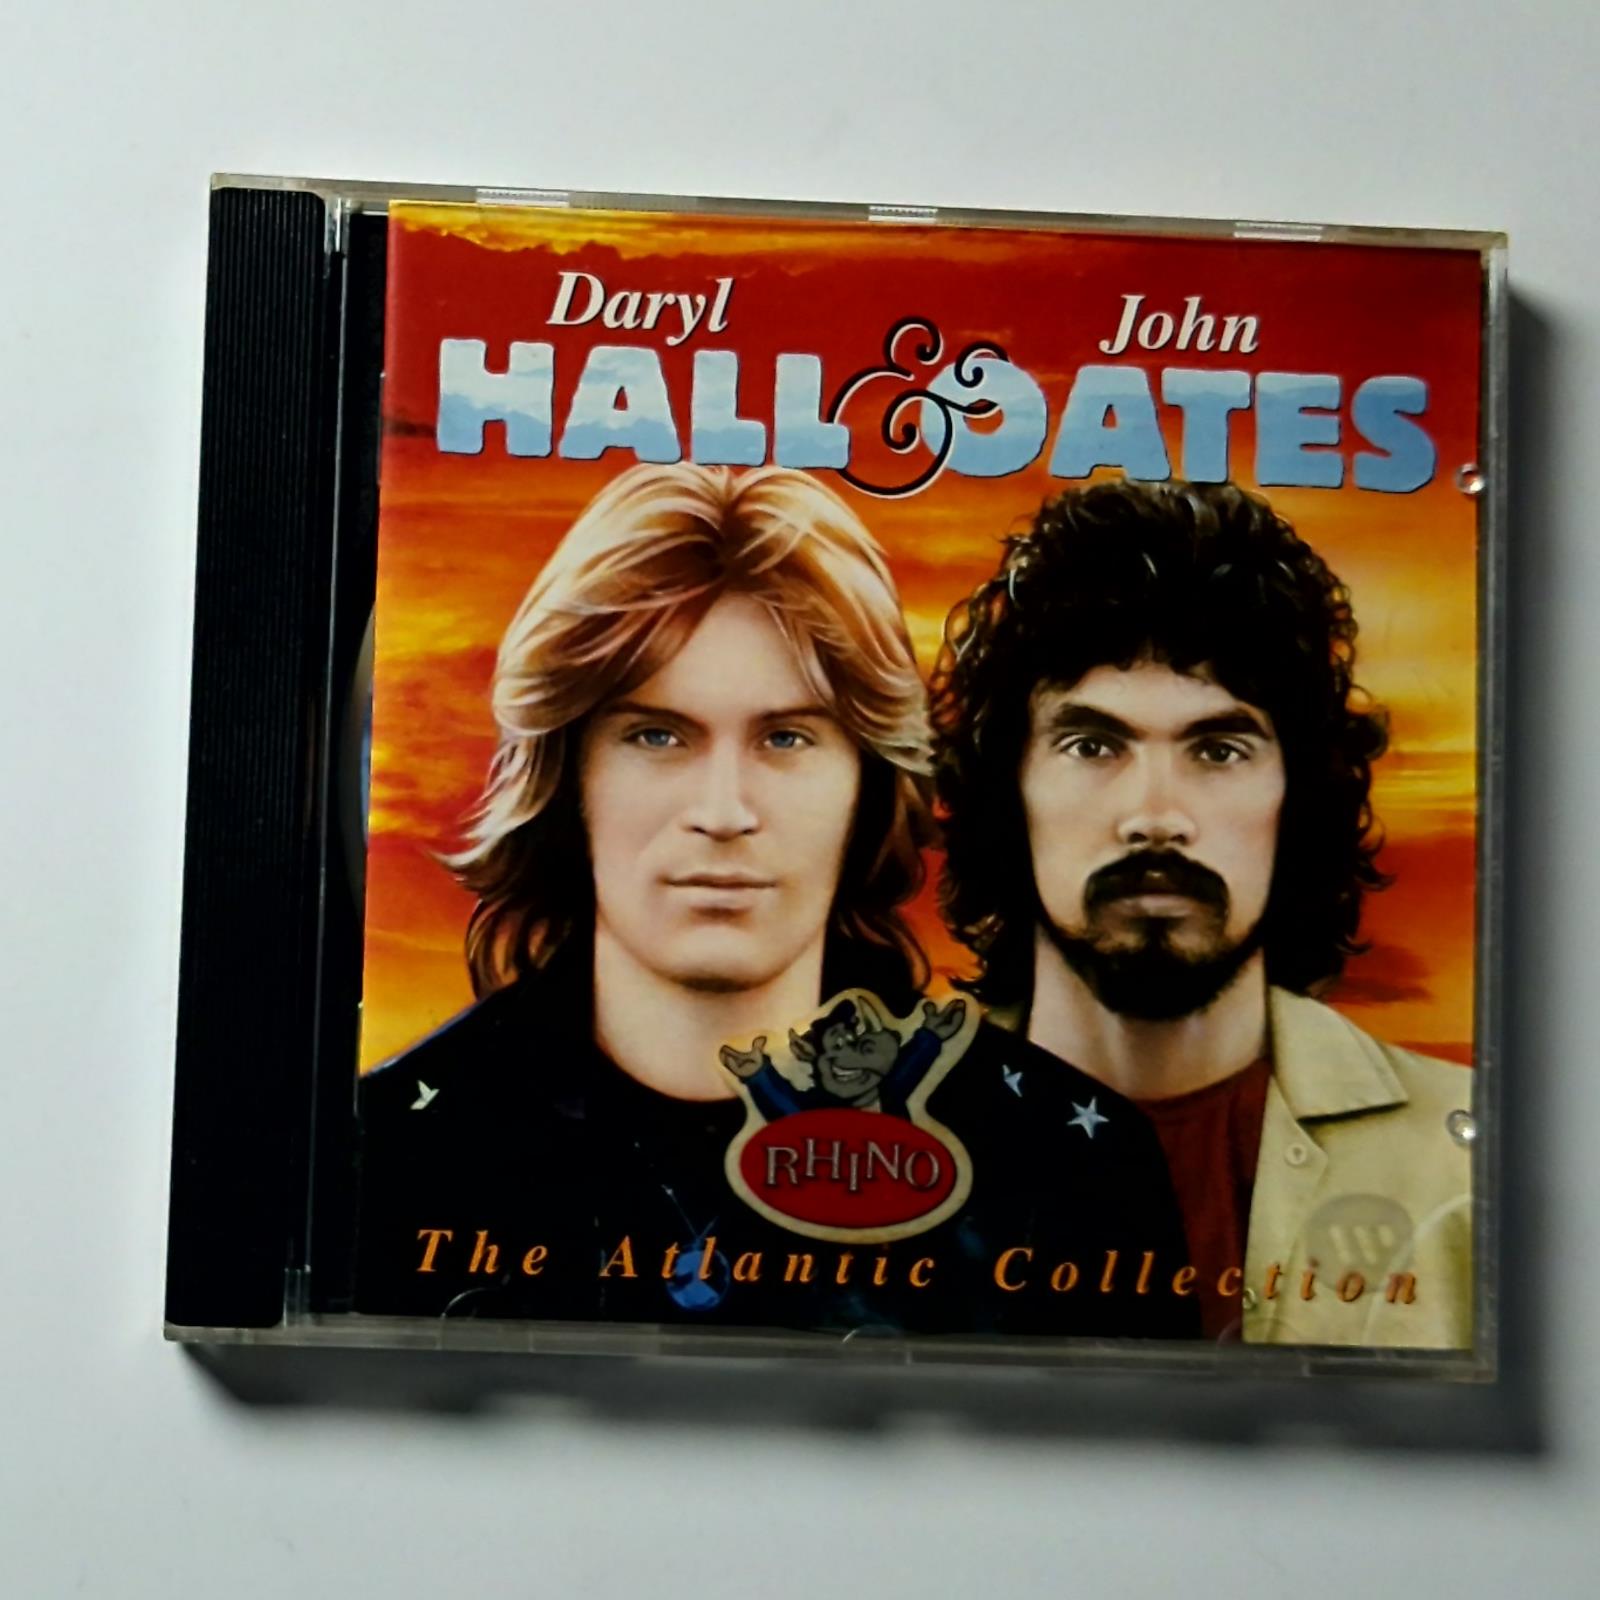 Daryl John
HALL & OATES
RHINO
The Atlantic Collection